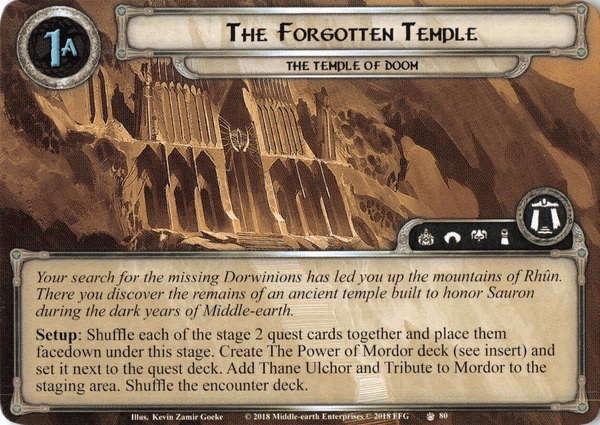 1A
The Forgotten Temple
The Temple of Doom
Your search for the missing Dorwinions has led you up the mountains of Rhûn.
There you discover the remains of an ancient temple built to honor Sauron
during the dark years of Middle-earth.
Setup: Shuffle each of the stage 2 quest cards together and place them
facedown under this stage. Create The Power of Mordor deck (see insert) and
set it next to the quest deck. Add Thane Ulchor and Tribute to Mordor to the
staging area. Shuffle the encounter deck.
Illus. Kevin Zamir Goeke © 2018 Middle-earth Enterprises © 2018 FFG 80